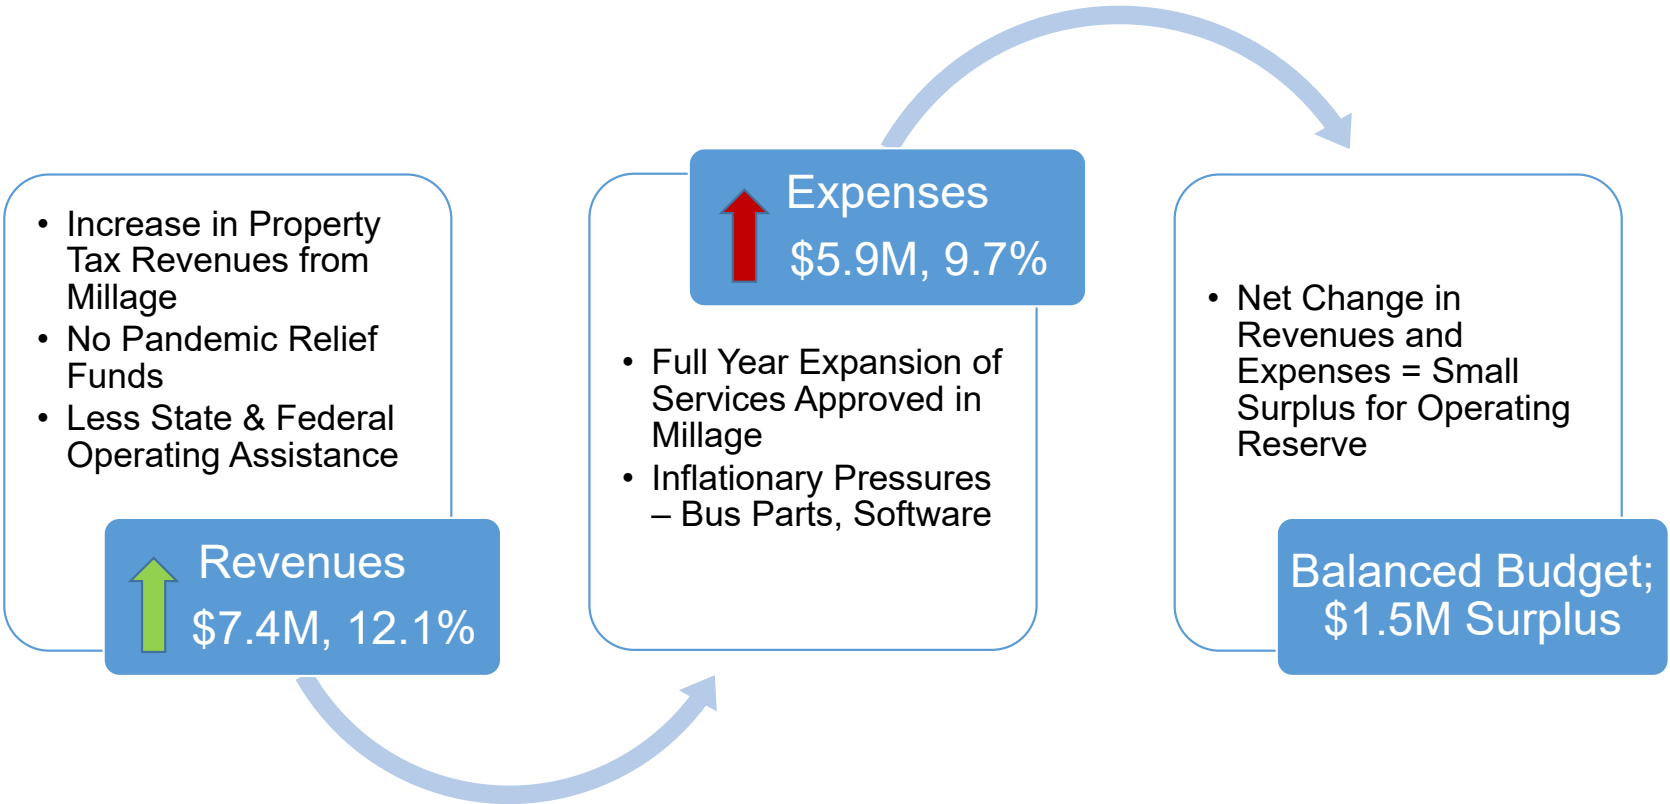 • Increase in Property
Tax Revenues from
Millage
• No Pandemic Relief
Funds
• Less State & Federal
Operating Assistance
Revenues
$7.4M, 12.1%
Expenses
$5.9M, 9.7%
• Full Year Expansion of
Services Approved in
Millage
• Inflationary Pressures
– Bus Parts, Software
• Net Change in
Revenues and
Expenses = Small
Surplus for Operating
Reserve
Balanced Budget;
$1.5M Surplus